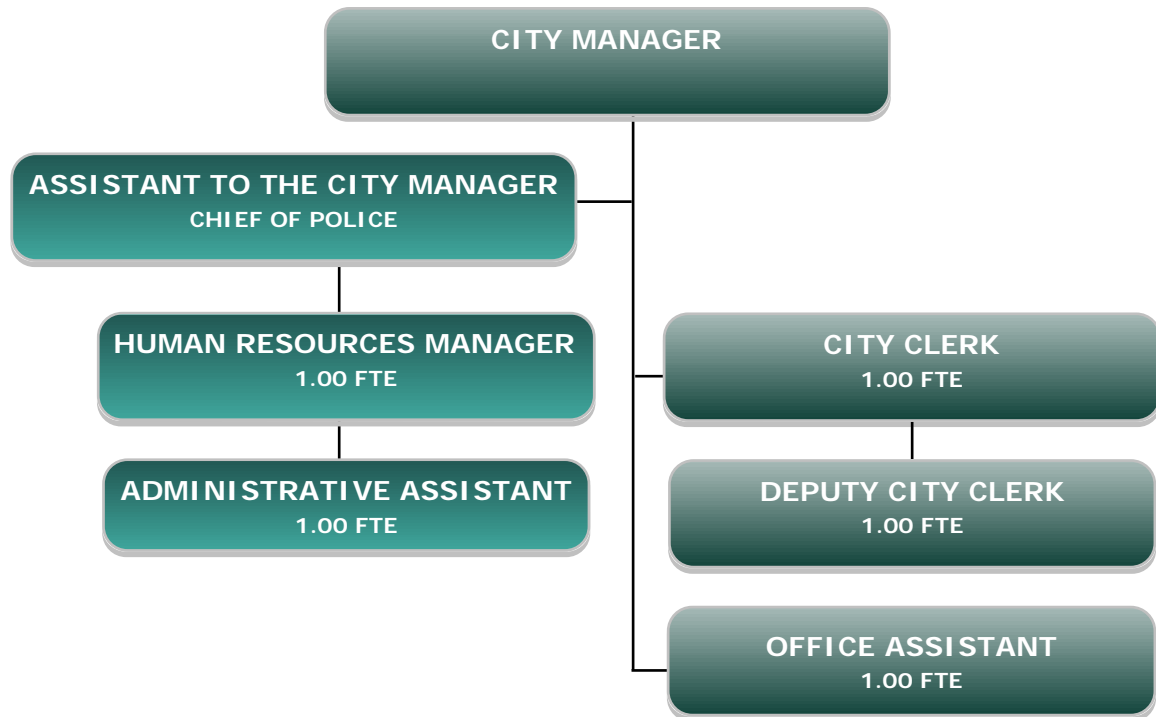 CITY MANAGER
ASSISTANT TO THE CITY MANAGER
CHIEF OF POLICE
HUMAN RESOURCES MANAGER
1.00 FTE
ADMINISTRATIVE ASSISTANT
1.00 FTE
CITY CLERK
1.00 FTE
DEPUTY CITY CLERK
1.00 FTE
OFFICE ASSISTANT
1.00 FTE